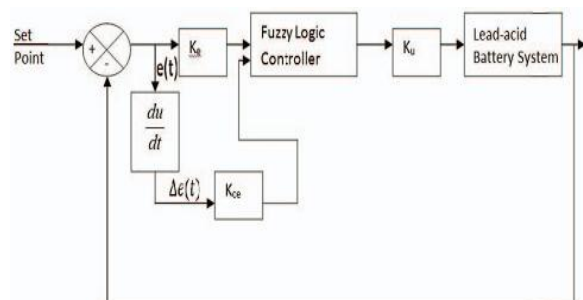 Set
Point
+
-
e(t)
Ke
Fuzzy Logic
Controller
Ku
Lead-acid
Battery System
du
dt
Δe(t)
Kce